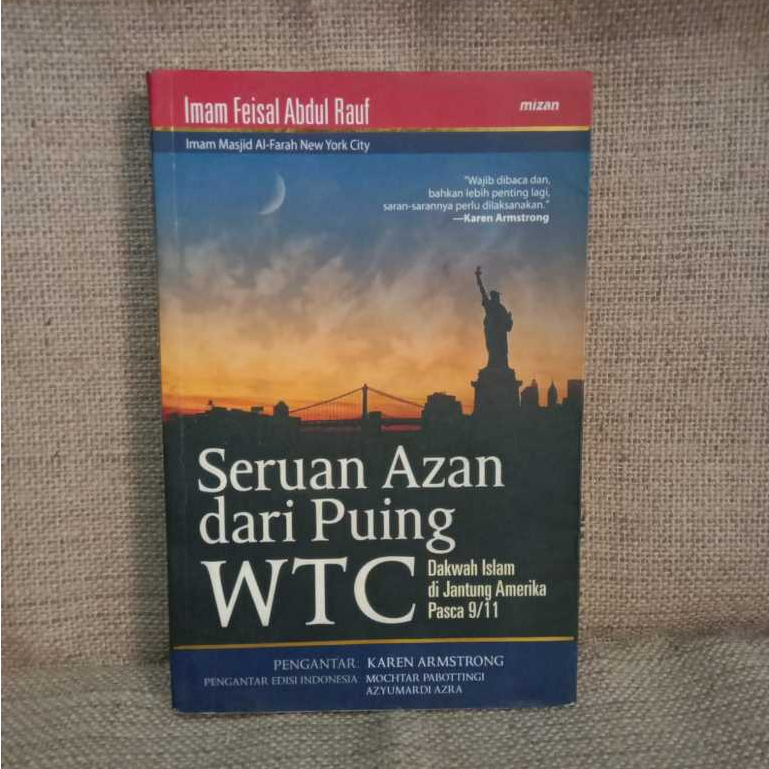 Imam Feisal Abdul Rauf
mizan
Imam Masjid Al-Farah New York City
"Wajib dibaca dan,
bahkan lebih penting lagi,
saran-sarannya perlu dilaksanakan."
—Karen Armstrong
Seruan Azan
dari Puing
WTC
Dakwah Islam
di Jantung Amerika
Pasca 9/11
PENGANTAR: KAREN ARMSTRONG
PENGANTAR EDISI INDONESIA: MOCHTAR PABOTTINGI
AZYUMARDI AZRA